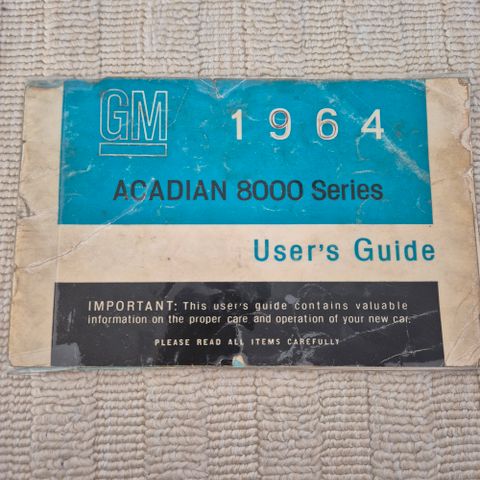 GM 1964
ACADIAN 8000 Series
User's Guide
IMPORTANT: This user's guide contains valuable
information on the proper care and operation of your new car.
PLEASE READ ALL ITEMS CAREFULLY